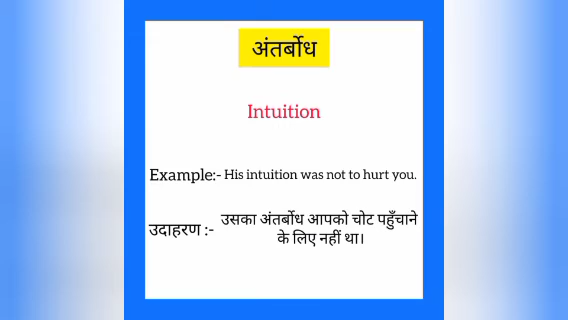 अंतर्बोध
Intuition
Example:- His intuition was not to hurt you.
उदाहरण :- उसका अंतर्बोध आपको चोट पहुँचाने
के लिए नहीं था।